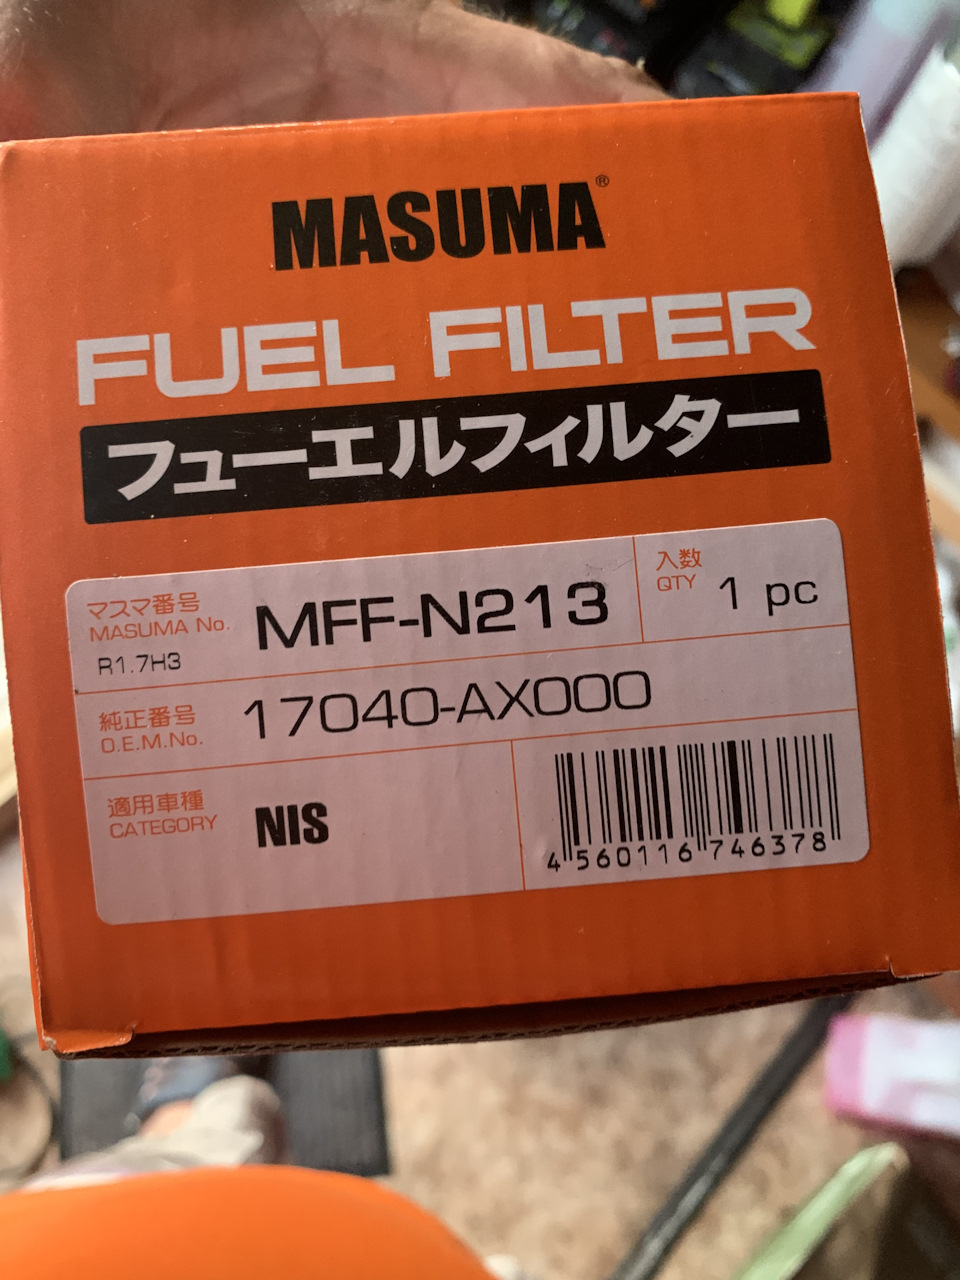 MASUMA®
FUEL FILTER
フューエルフィルター
マスマ番号
MASUMA No.
R1.7H3
MFF-N213
入数
QTY
1 pc
純正番号
O.E.M.No.
17040-AX000
適用車種
CATEGORY
NIS
4 560116 746378